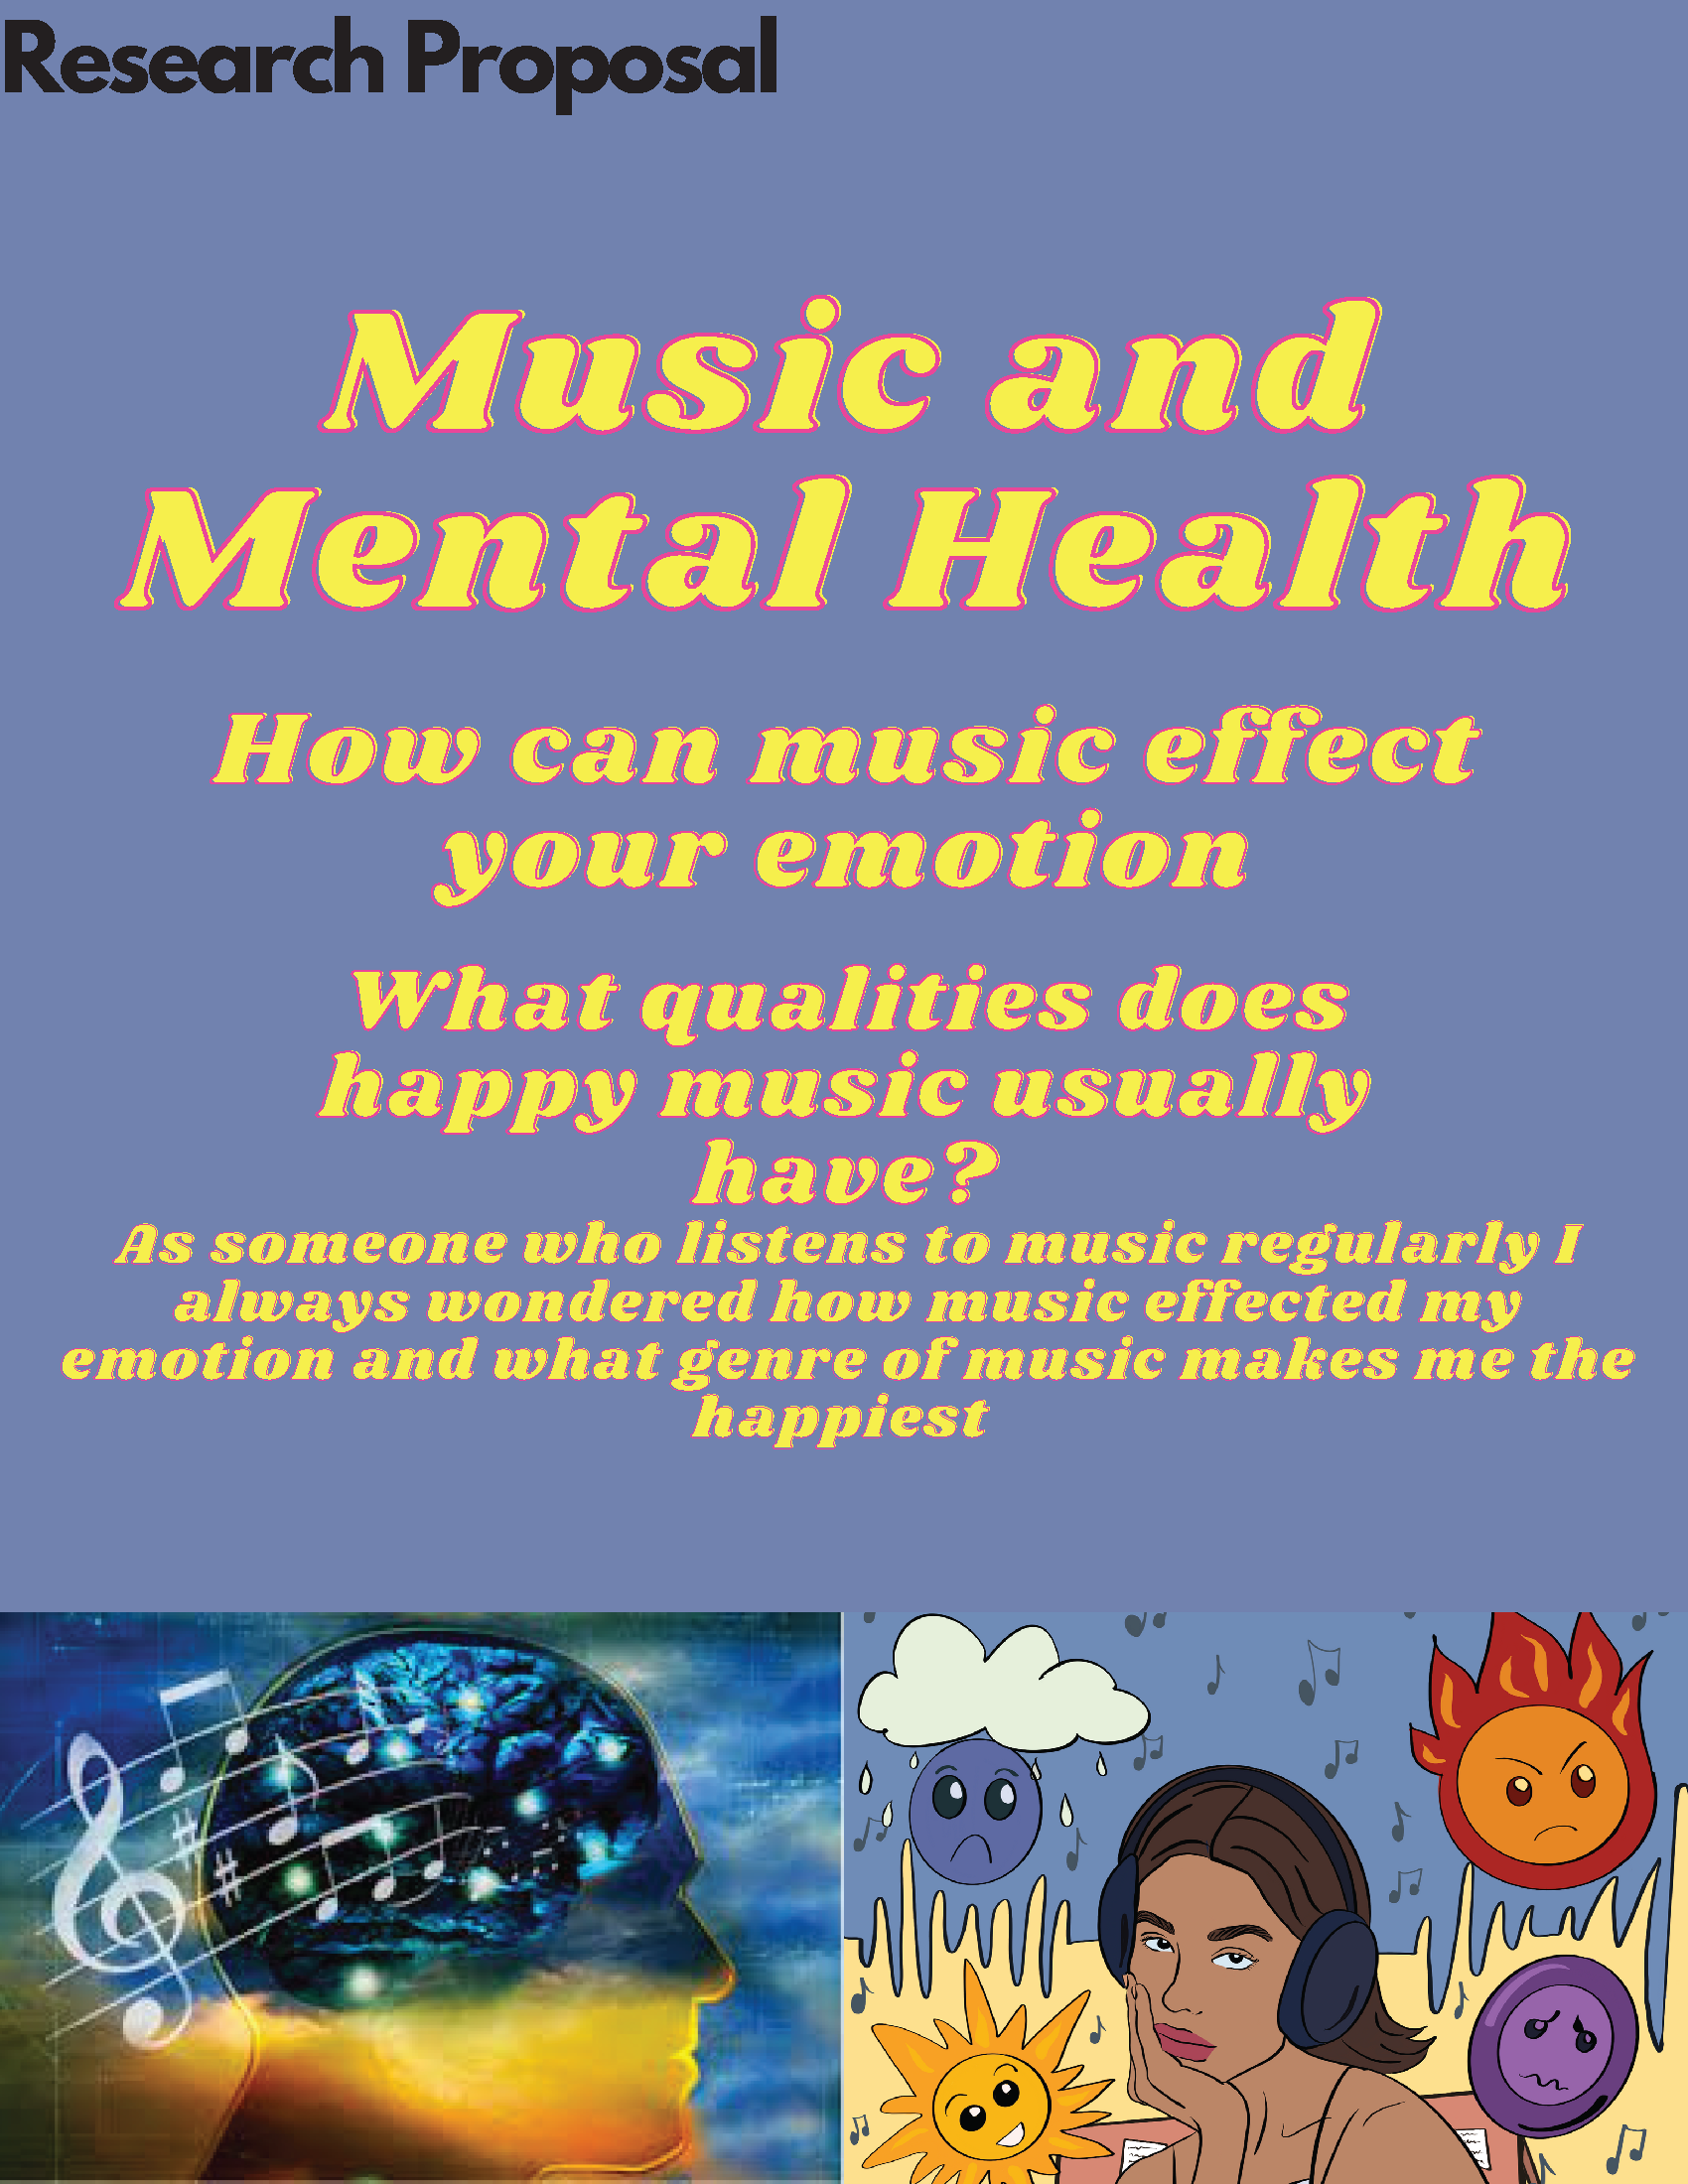 Research Proposal
Music and
Mental Health
How can music effect
your emotion
What qualities does
happy music usually
have?
As someone who listens to music regularly I
always wondered how music effected my
emotion and what genre of music makes me the
happiest